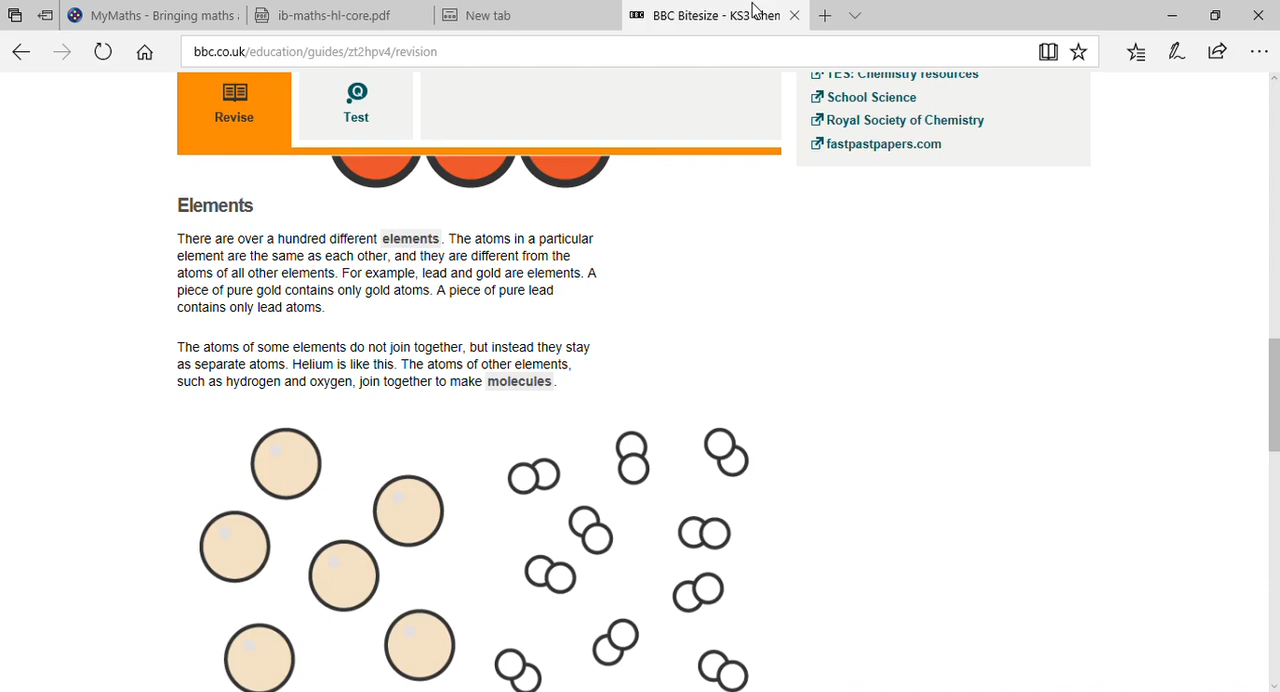 MyMaths - Bringing maths
ib-maths-hl-core.pdf
New tab
BBC Bitesize - KS3
bbc.co.uk/education/guides/zt2hpv4/revision
Revise
Test
TES: Chemistry resources
School Science
Royal Society of Chemistry
fastpastpapers.com
Elements
There are over a hundred different elements. The atoms in a particular
element are the same as each other, and they are different from the
atoms of all other elements. For example, lead and gold are elements. A
piece of pure gold contains only gold atoms. A piece of pure lead
contains only lead atoms.
The atoms of some elements do not join together, but instead they stay
as separate atoms. Helium is like this. The atoms of other elements,
such as hydrogen and oxygen, join together to make molecules.